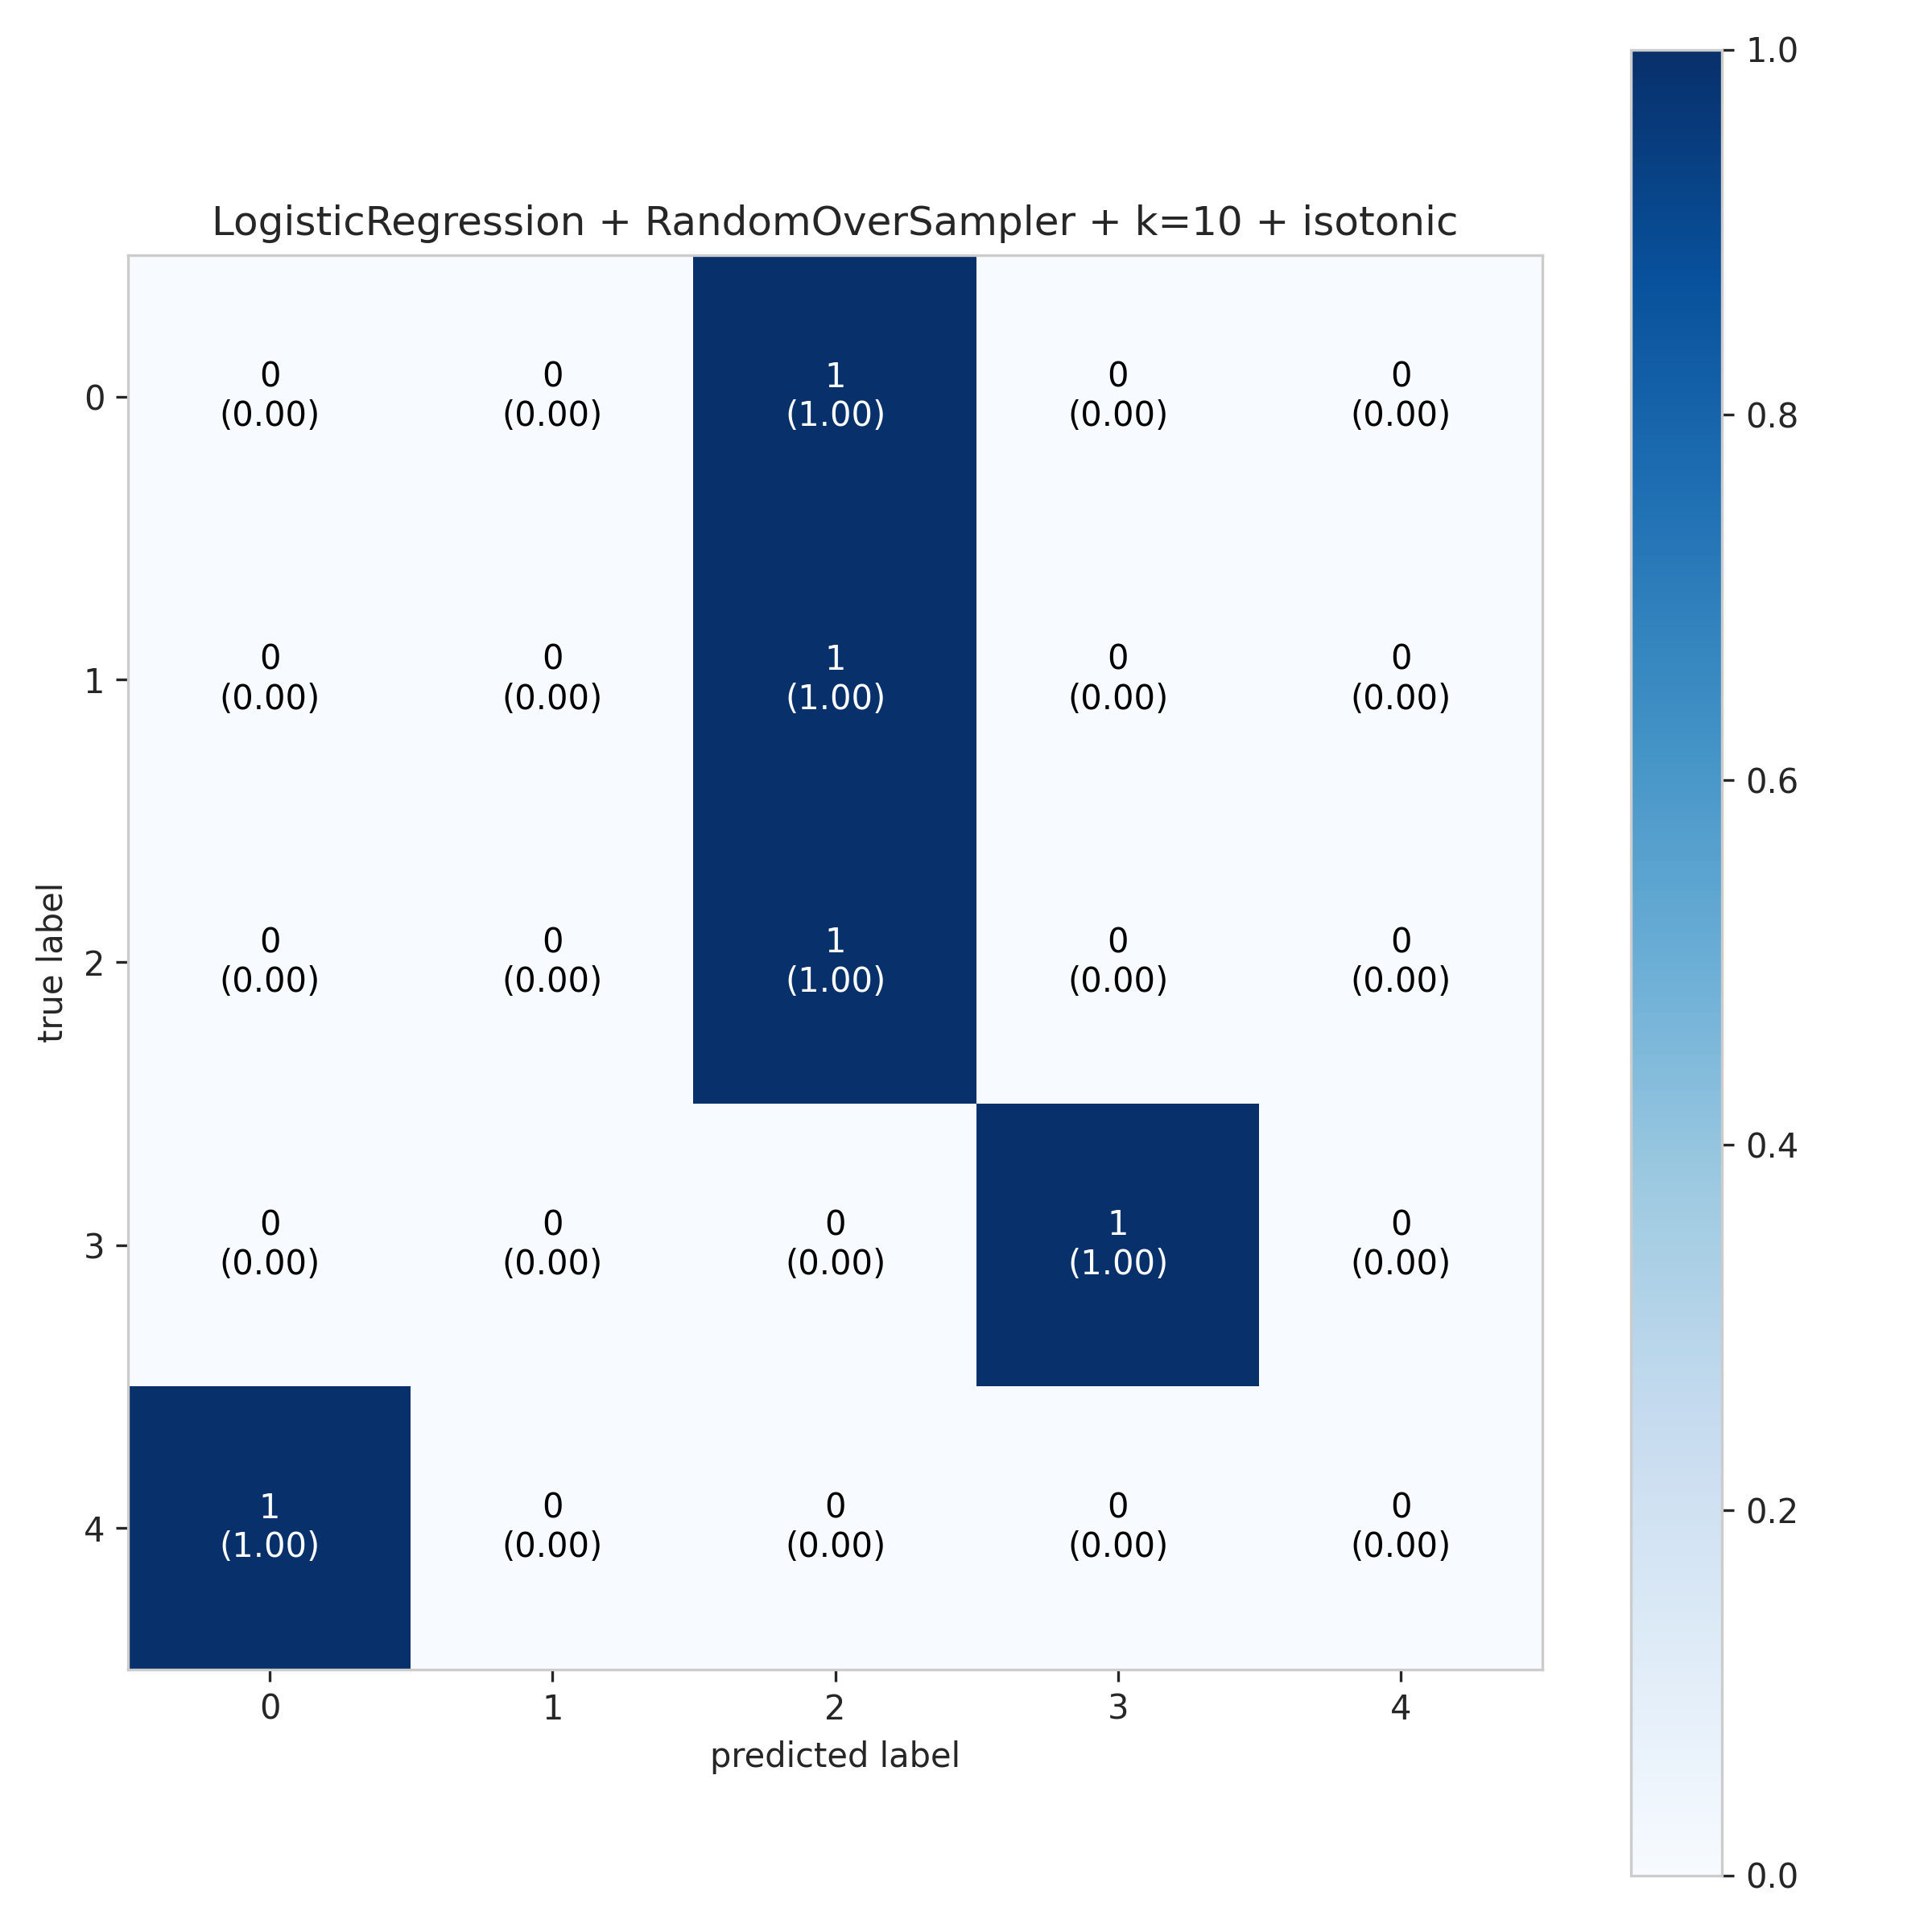 LogisticRegression + RandomOverSampler + k=10 + isotonic
1.0
0.8
0.6
0.4
0.2
0.0
true label
0
0 0 1 0 0
(0.00) (0.00) (1.00) (0.00) (0.00)
1
0 0 1 0 0
(0.00) (0.00) (1.00) (0.00) (0.00)
2
0 0 1 0 0
(0.00) (0.00) (1.00) (0.00) (0.00)
3
0 0 0 1 0
(0.00) (0.00) (0.00) (1.00) (0.00)
4
1 0 0 0 0
(1.00) (0.00) (0.00) (0.00) (0.00)
0 1 2 3 4
predicted label